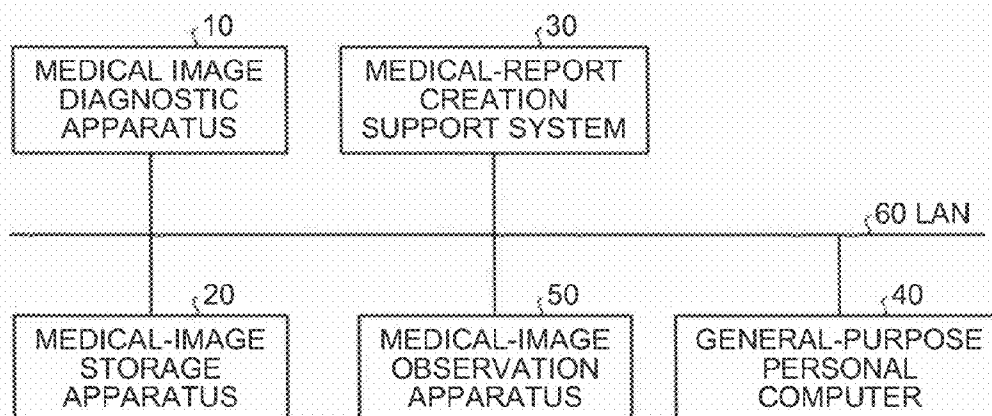 10
MEDICAL IMAGE
DIAGNOSTIC
APPARATUS
30
MEDICAL-REPORT
CREATION
SUPPORT SYSTEM
60 LAN
20
MEDICAL-IMAGE
STORAGE
APPARATUS
50
MEDICAL-IMAGE
OBSERVATION
APPARATUS
40
GENERAL-PURPOSE
PERSONAL
COMPUTER